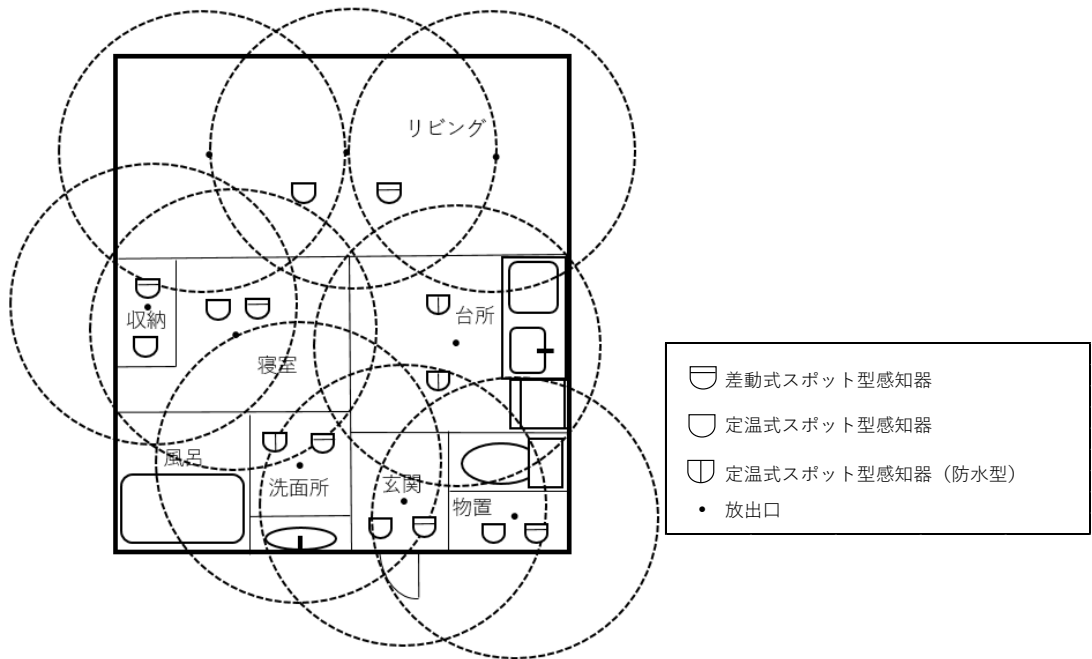 リビング
収納
寝室
台所
風呂
洗面所
玄関
物置
差動式スポット型感知器
定温式スポット型感知器
定温式スポット型感知器（防水型）
放出口